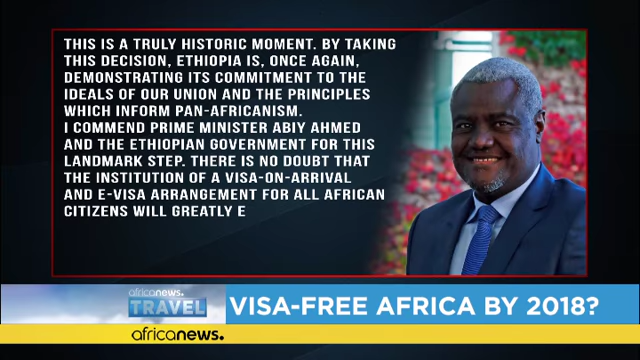 THIS IS A TRULY HISTORIC MOMENT. BY TAKING
THIS DECISION, ETHIOPIA IS, ONCE AGAIN,
DEMONSTRATING ITS COMMITMENT TO THE
IDEALS OF OUR UNION AND THE PRINCIPLES
WHICH INFORM PAN-AFRICANISM.
I COMMEND PRIME MINISTER ABIY AHMED
AND THE ETHIOPIAN GOVERNMENT FOR THIS
LANDMARK STEP. THERE IS NO DOUBT THAT
THE INSTITUTION OF A VISA-ON-ARRIVAL
AND E-VISA ARRANGEMENT FOR ALL AFRICAN
CITIZENS WILL GREATLY E
africanews.
TRAVEL
VISA-FREE AFRICA BY 2018?
africanews.